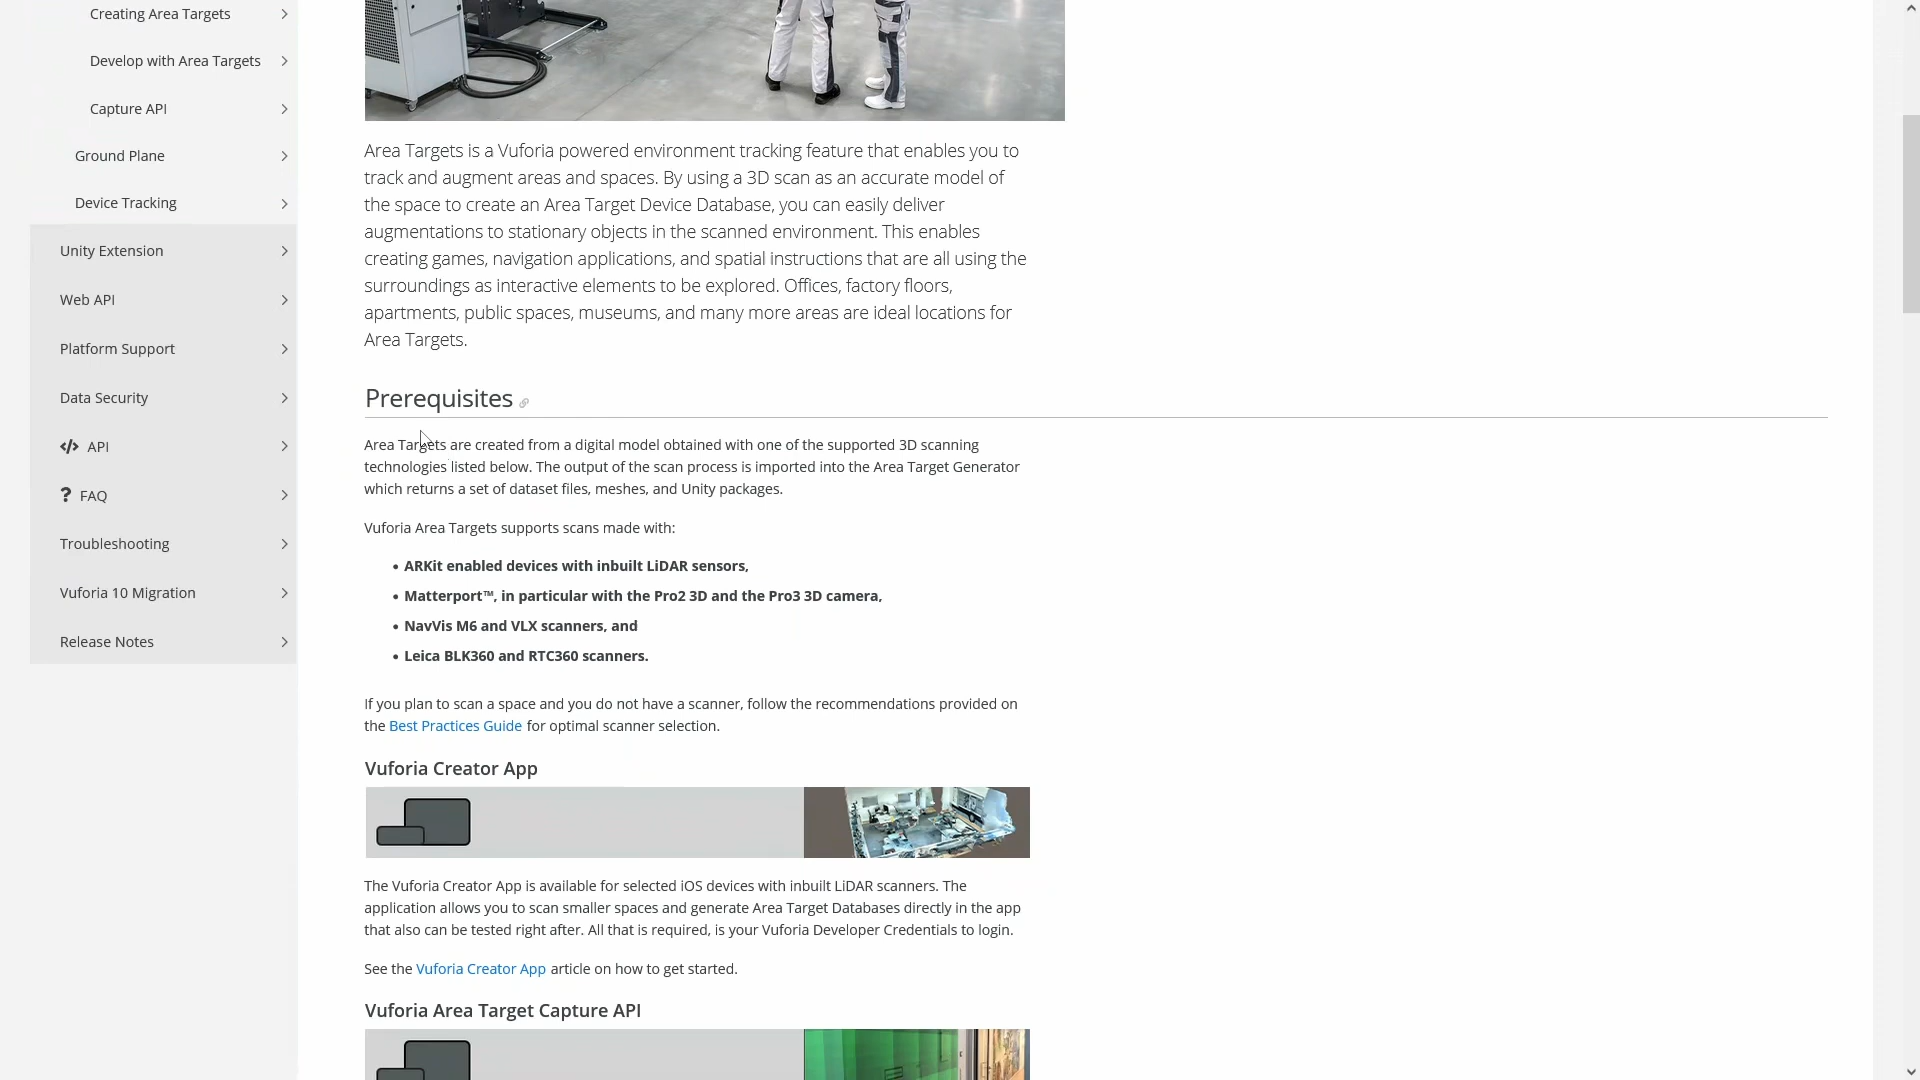 Creating Area Targets
Develop with Area Targets
Capture API
Ground Plane
Device Tracking
Unity Extension
Web API
Platform Support
Data Security
</> API
? FAQ
Troubleshooting
Vuforia 10 Migration
Release Notes
Area Targets is a Vuforia powered environment tracking feature that enables you to
track and augment areas and spaces. By using a 3D scan as an accurate model of
the space to create an Area Target Device Database, you can easily deliver
augmentations to stationary objects in the scanned environment. This enables
creating games, navigation applications, and spatial instructions that are all using the
surroundings as interactive elements to be explored. Offices, factory floors,
apartments, public spaces, museums, and many more areas are ideal locations for
Area Targets.
Prerequisites
Area Targets are created from a digital model obtained with one of the supported 3D scanning
technologies listed below. The output of the scan process is imported into the Area Target Generator
which returns a set of dataset files, meshes, and Unity packages.
Vuforia Area Targets supports scans made with:
• ARKit enabled devices with inbuilt LiDAR sensors,
• Matterport™, in particular with the Pro2 3D and the Pro3 3D camera,
• NavVis M6 and VLX scanners, and
• Leica BLK360 and RTC360 scanners.
If you plan to scan a space and you do not have a scanner, follow the recommendations provided on
the Best Practices Guide for optimal scanner selection.
Vuforia Creator App
The Vuforia Creator App is available for selected iOS devices with inbuilt LiDAR scanners. The
application allows you to scan smaller spaces and generate Area Target Databases directly in the app
that also can be tested right after. All that is required, is your Vuforia Developer Credentials to login.
See the Vuforia Creator App article on how to get started.
Vuforia Area Target Capture API